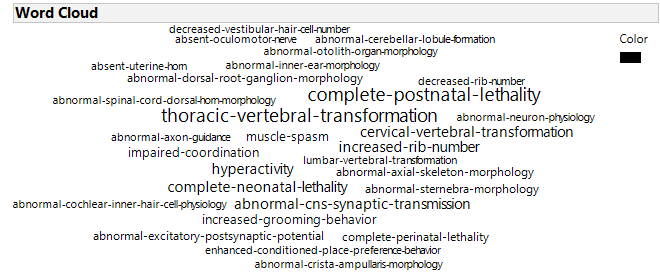 Word Cloud
decreased-vestibular-hair-cell-number
Color
absent-oculomotor-nerve abnormal-cerebellar-lobule-formation
abnormal-otolith-organ-morphology
absent-uterine-horn abnormal-inner-ear-morphology
abnormal-dorsal-root-ganglion-morphology decreased-rib-number
abnormal-spinal-cord-dorsal-horn-morphology complete-postnatal-lethality
thoracic-vertebral-transformation abnormal-neuron-physiology
abnormal-axon-guidance muscle-spasm cervical-vertebral-transformation
impaired-coordination increased-rib-number
lumbar-vertebral-transformation
hyperactivity abnormal-axial-skeleton-morphology
complete-neonatal-lethality abnormal-sternebra-morphology
abnormal-cochlear-inner-hair-cell-physiology abnormal-cns-synaptic-transmission
increased-grooming-behavior
abnormal-excitatory-postsynaptic-potential complete-perinatal-lethality
enhanced-conditioned-place-preference-behavior
abnormal-crista-ampullaris-morphology